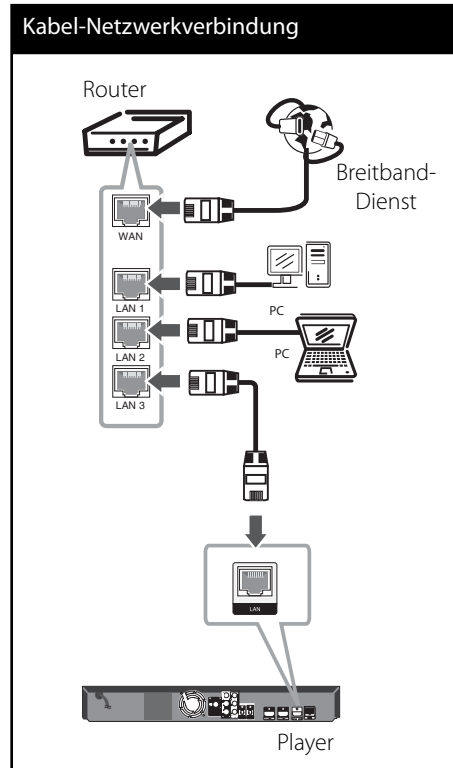 Kabel-Netzwerkverbindung
Router
Breitband-
Dienst
WAN
LAN 1
PC
LAN 2
PC
LAN 3
LAN
Player